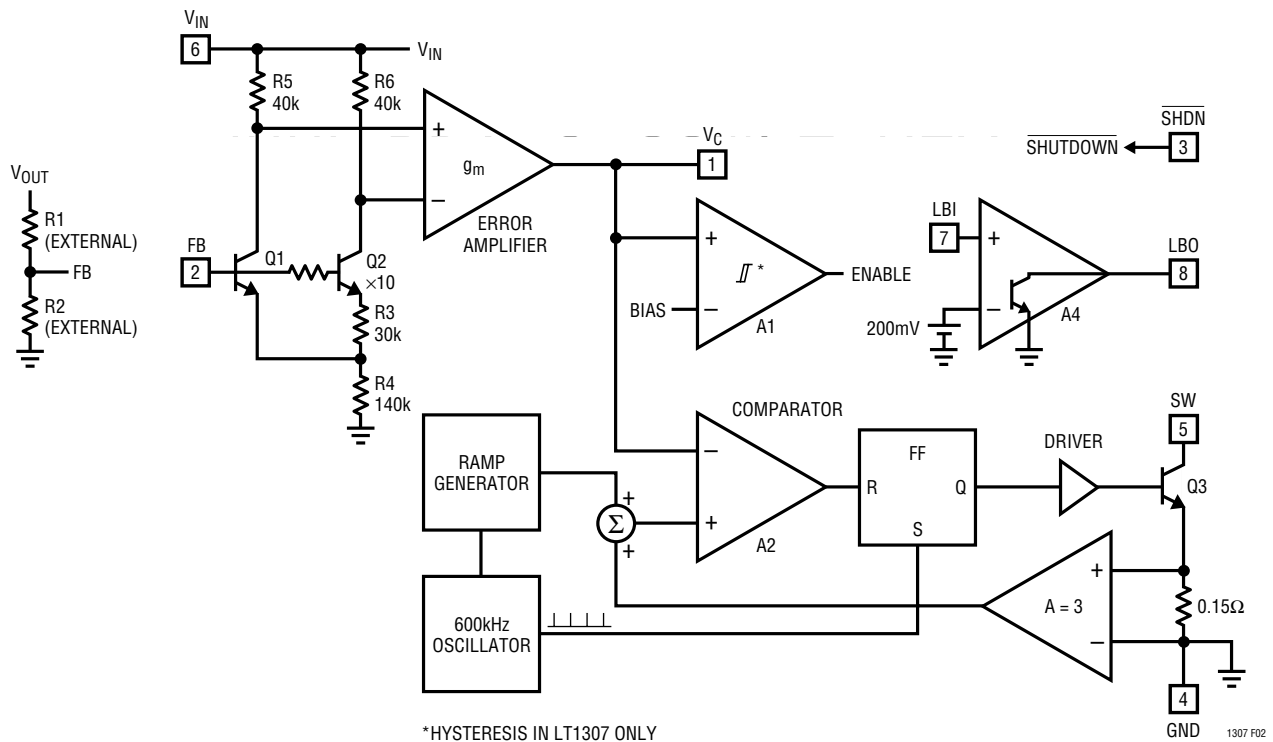 VIN
6
VIN
R5
40k
R6
40k
+
gm
−
ERROR
AMPLIFIER
VC
1
SHDN
SHUTDOWN
3
VOUT
R1
(EXTERNAL)
FB
R2
(EXTERNAL)
FB
2
Q1
Q2
×10
R3
30k
R4
140k
+
*
−
BIAS
A1
ENABLE
LBI
7
+
−
200mV
A4
LBO
8
COMPARATOR
RAMP
GENERATOR
+
Σ
+
−
+
A2
FF
R
Q
S
DRIVER
SW
5
Q3
600kHz
OSCILLATOR
A = 3
+
−
0.15Ω
4
GND
*HYSTERESIS IN LT1307 ONLY
1307 F02